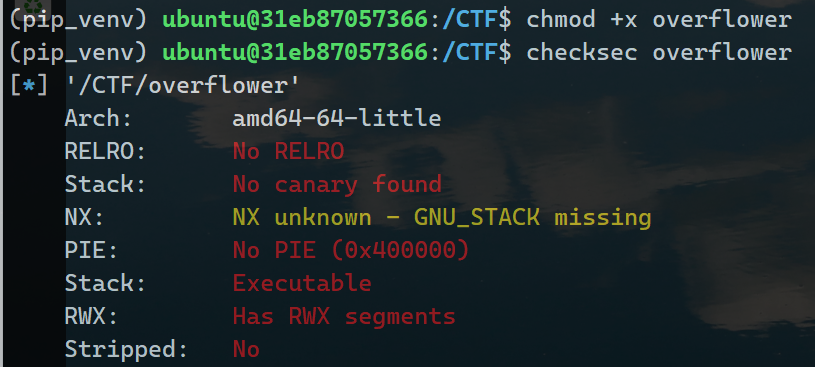 (pip_venv) ubuntu@31eb87057366:/CTF$ chmod +x overflower
(pip_venv) ubuntu@31eb87057366:/CTF$ checksec overflower
[*] '/CTF/overflower'
    Arch:       amd64-64-little
    RELRO:      No RELRO
    Stack:      No canary found
    NX:         NX unknown - GNU_STACK missing
    PIE:        No PIE (0x400000)
    Stack:      Executable
    RWX:        Has RWX segments
    Stripped:   No